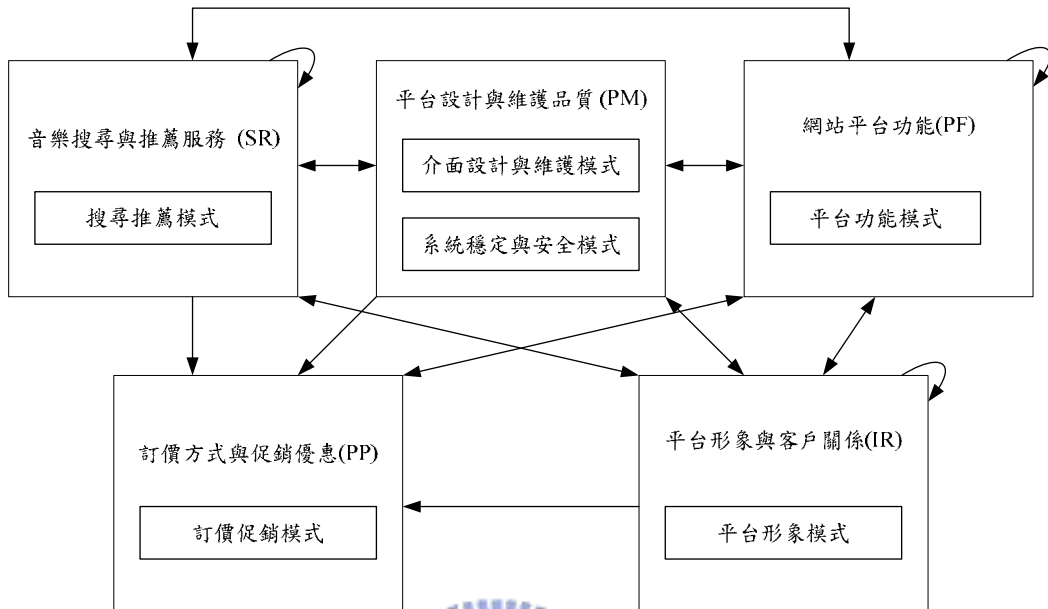 音樂搜尋與推薦服務 (SR)
搜尋推薦模式
平台設計與維護品質 (PM)
介面設計與維護模式
系統穩定與安全模式
網站平台功能(PF)
平台功能模式
訂價方式與促銷優惠(PP)
訂價促銷模式
平台形象與客戶關係(IR)
平台形象模式